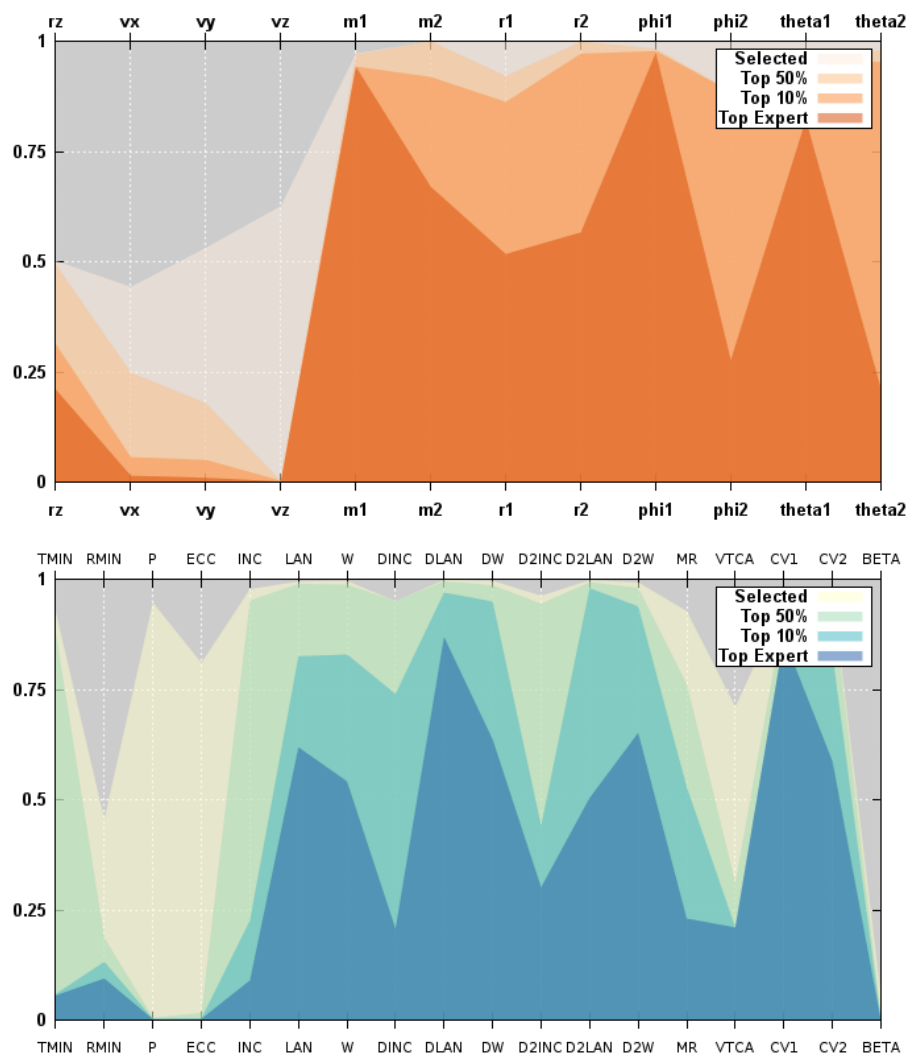 rz vx vy vz m1 m2 r1 r2 phi1 phi2 theta1 theta2
1
Selected
Top 50%
Top 10%
Top Expert
0.75
0.5
0.25
0
rz vx vy vz m1 m2 r1 r2 phi1 phi2 theta1 theta2
TMIN RMIN P ECC INC LAN W DINC DLAN DW D2INC D2LAN D2W MR VTCA CV1 CV2 BETA
1
Selected
Top 50%
Top 10%
Top Expert
0.75
0.5
0.25
0
TMIN RMIN P ECC INC LAN W DINC DLAN DW D2INC D2LAN D2W MR VTCA CV1 CV2 BETA